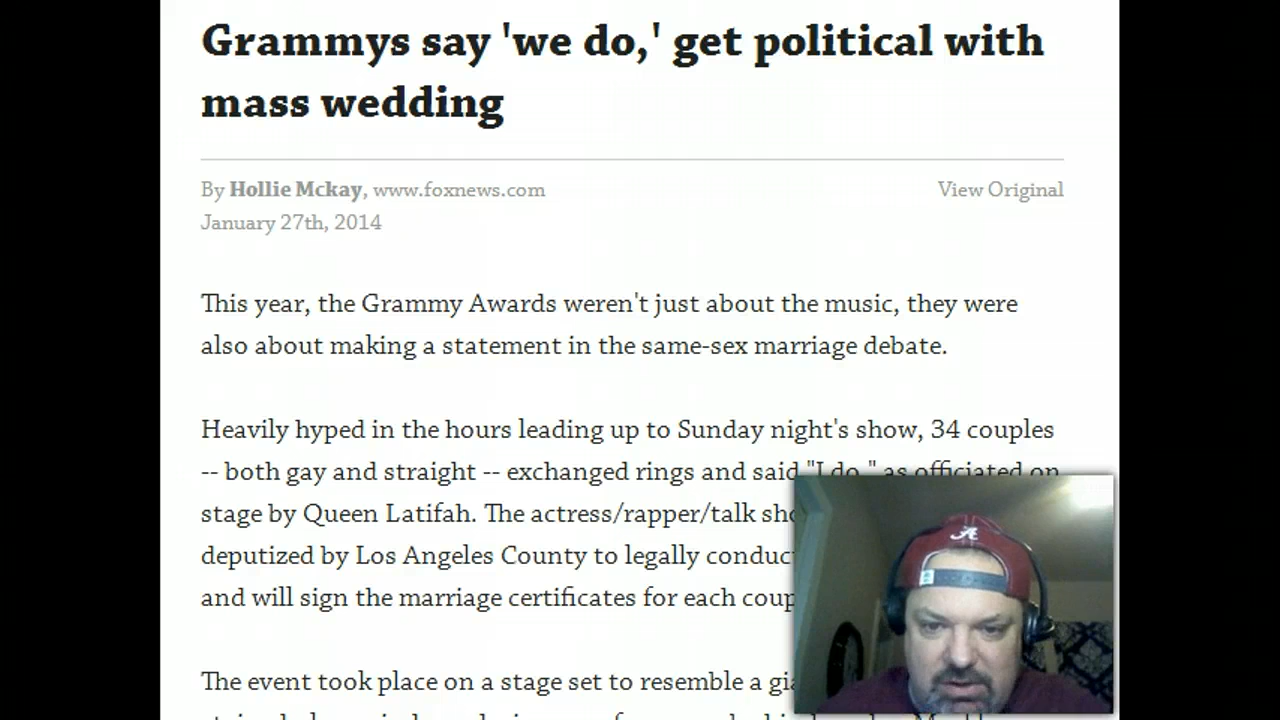 Grammys say 'we do,' get political with
mass wedding
By Hollie Mckay, www.foxnews.com
View Original
January 27th, 2014
This year, the Grammy Awards weren't just about the music, they were
also about making a statement in the same-sex marriage debate.
Heavily hyped in the hours leading up to Sunday night's show, 34 couples
-- both gay and straight -- exchanged rings and said "I do," as officiated on
stage by Queen Latifah. The actress/rapper/talk
deputized by Los Angeles County to legally
and will sign the marriage certificates for each
The event took place on a stage set to resemble a
A